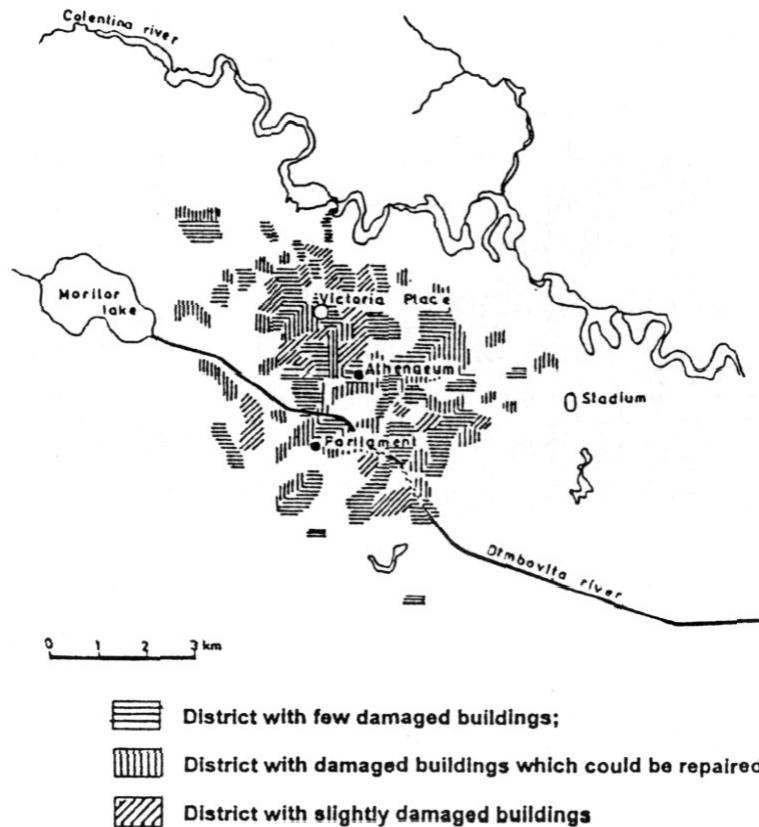 Colentina river
Victoria Place
Morilor
lake
Athenaeum
Stadium
Parliament
Dimbovita river
0 1 2 3 km
District with few damaged buildings;
District with damaged buildings which could be repaired
District with slightly damaged buildings